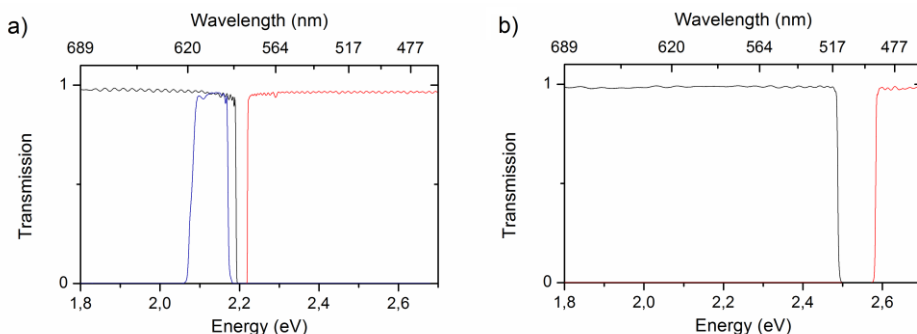 a)
Wavelength (nm)
689 620 564 517 477
Transmission
1
0
1,8 2,0 2,2 2,4 2,6
Energy (eV)
b)
Wavelength (nm)
689 620 564 517 477
Transmission
1
0
1,8 2,0 2,2 2,4 2,6
Energy (eV)